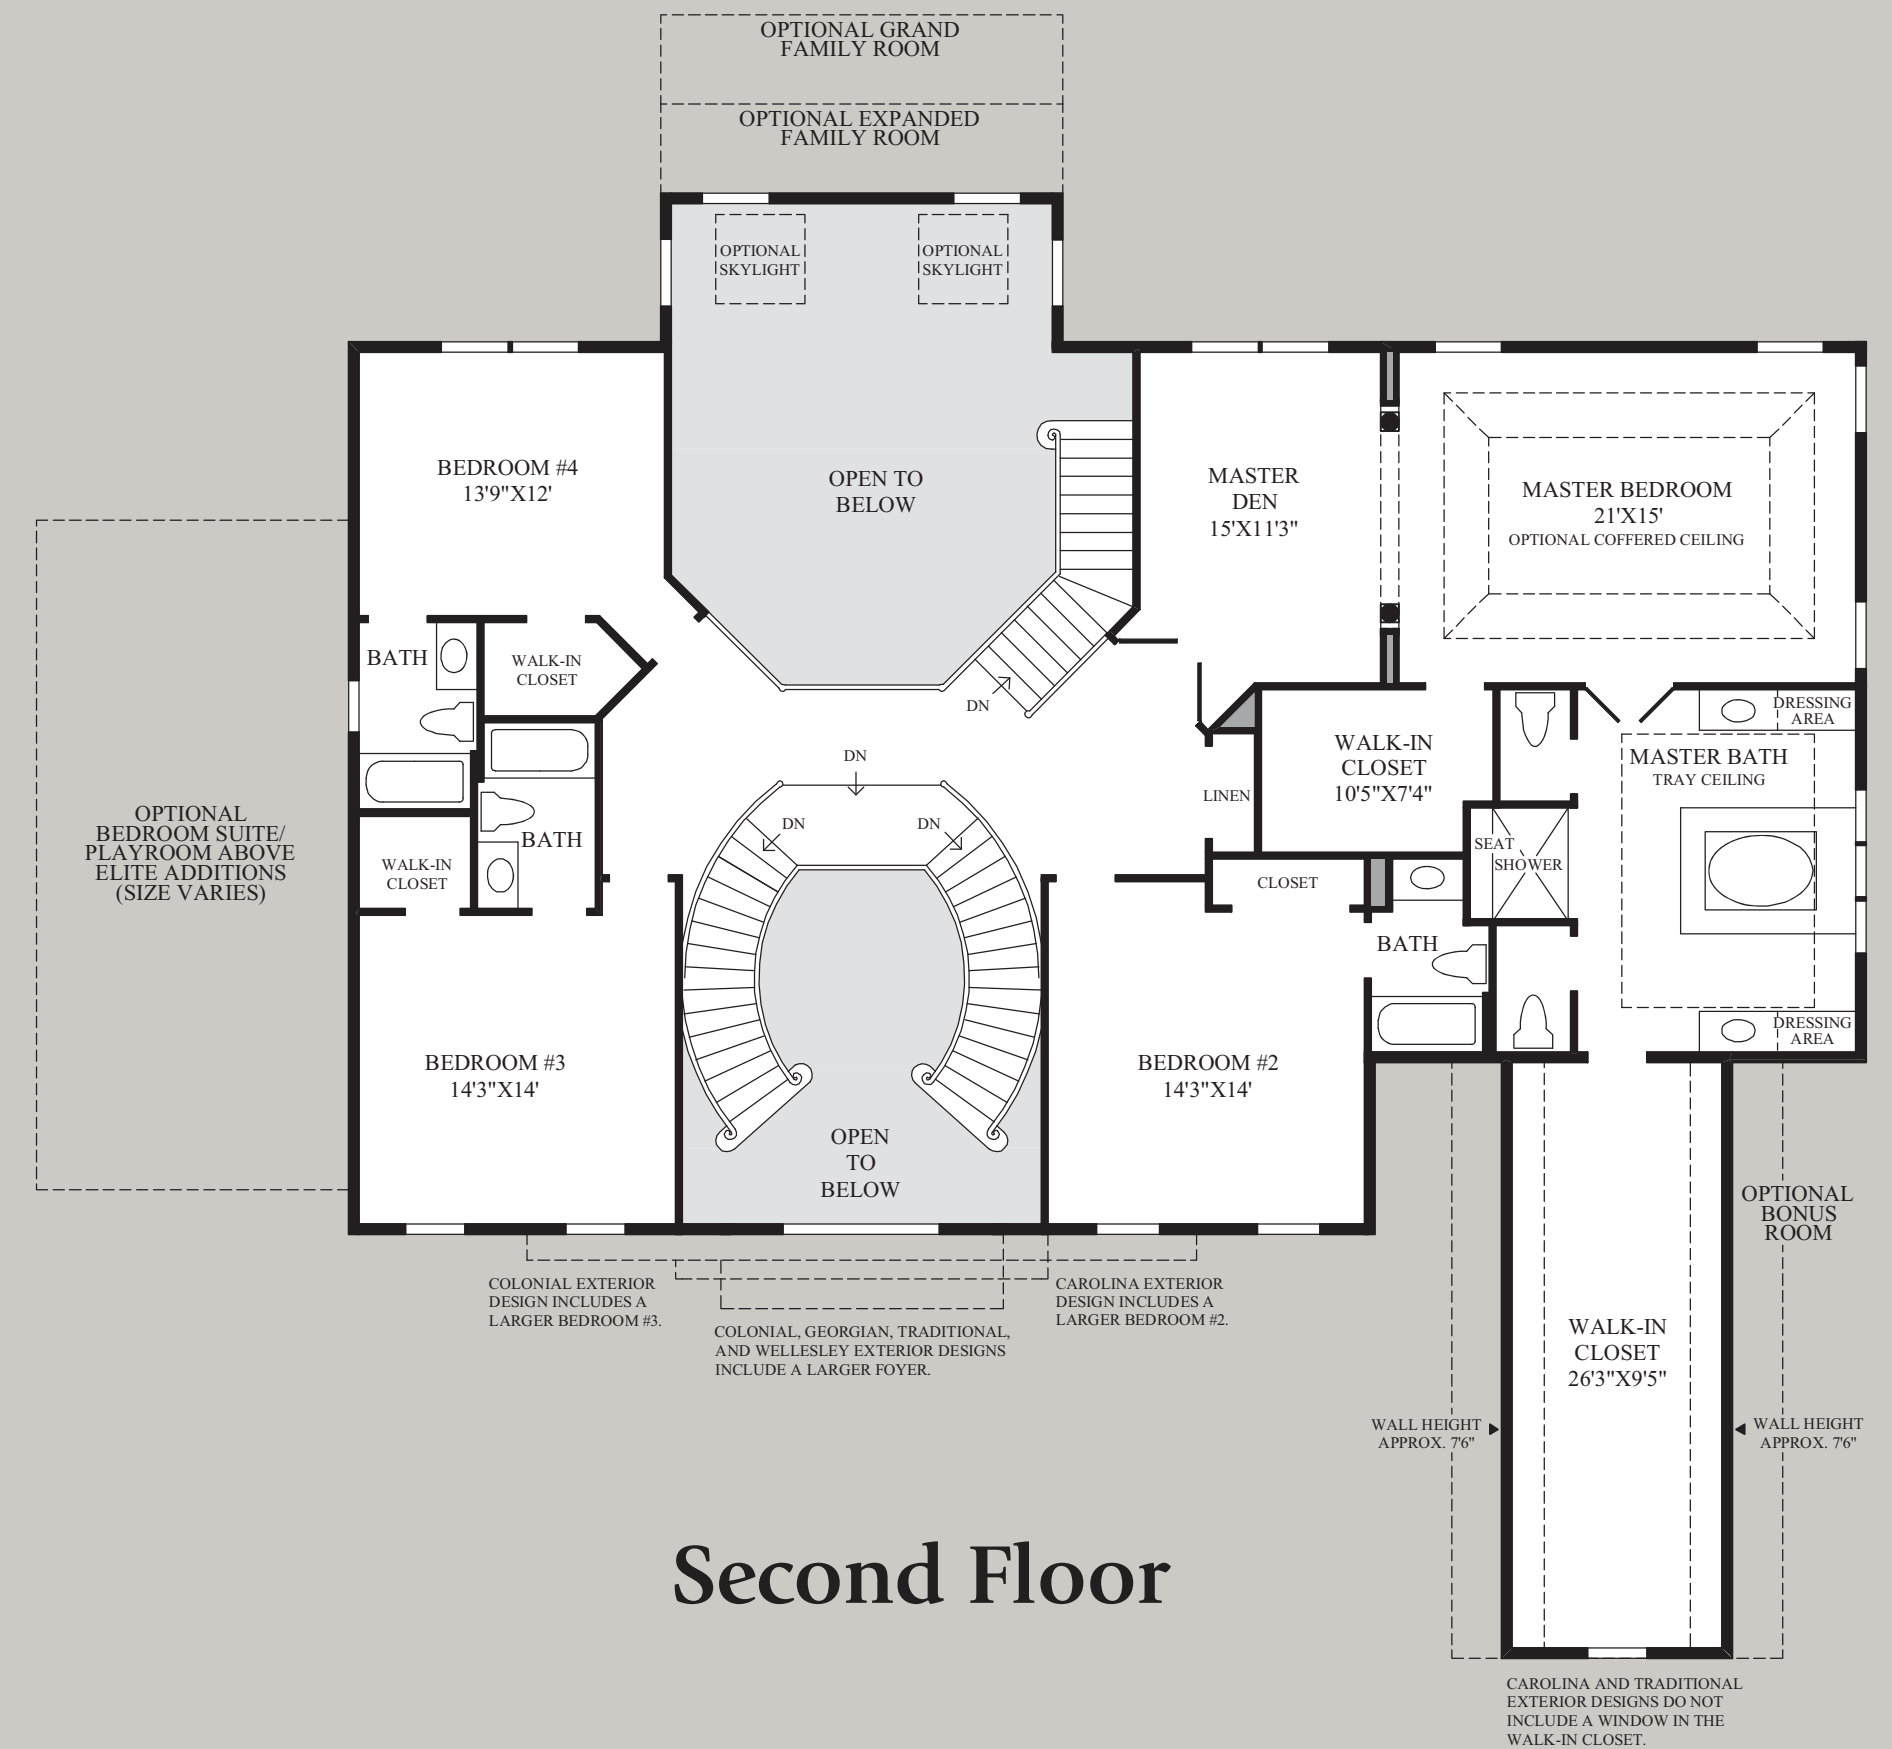 OPTIONAL GRAND
FAMILY ROOM
OPTIONAL EXPANDED
FAMILY ROOM
OPTIONAL
SKYLIGHT
OPTIONAL
SKYLIGHT
BEDROOM #4
13'9"X12'
OPEN TO
BELOW
MASTER
DEN
15'X11'3"
MASTER BEDROOM
21'X15'
OPTIONAL COFFERED CEILING
BATH
WALK-IN
CLOSET
DN
DRESSING
AREA
DN
WALK-IN
CLOSET
10'5"X7'4"
MASTER BATH
TRAY CEILING
LINEN
OPTIONAL
BEDROOM SUITE/
PLAYROOM ABOVE
ELITE ADDITIONS
(SIZE VARIES)
BATH
DN
DN
SEAT
SHOWER
WALK-IN
CLOSET
CLOSET
BATH
DRESSING
AREA
BEDROOM #3
14'3"X14'
BEDROOM #2
14'3"X14'
OPEN
TO
BELOW
OPTIONAL
BONUS
ROOM
COLONIAL EXTERIOR
DESIGN INCLUDES A
LARGER BEDROOM #3.
CAROLINA EXTERIOR
DESIGN INCLUDES A
LARGER BEDROOM #2.
COLONIAL, GEORGIAN, TRADITIONAL,
AND WELLESLEY EXTERIOR DESIGNS
INCLUDE A LARGER FOYER.
WALK-IN
CLOSET
26'3"X9'5"
WALL HEIGHT
APPROX. 7'6"
WALL HEIGHT
APPROX. 7'6"
Second Floor
CAROLINA AND TRADITIONAL
EXTERIOR DESIGNS DO NOT
INCLUDE A WINDOW IN THE
WALK-IN CLOSET.